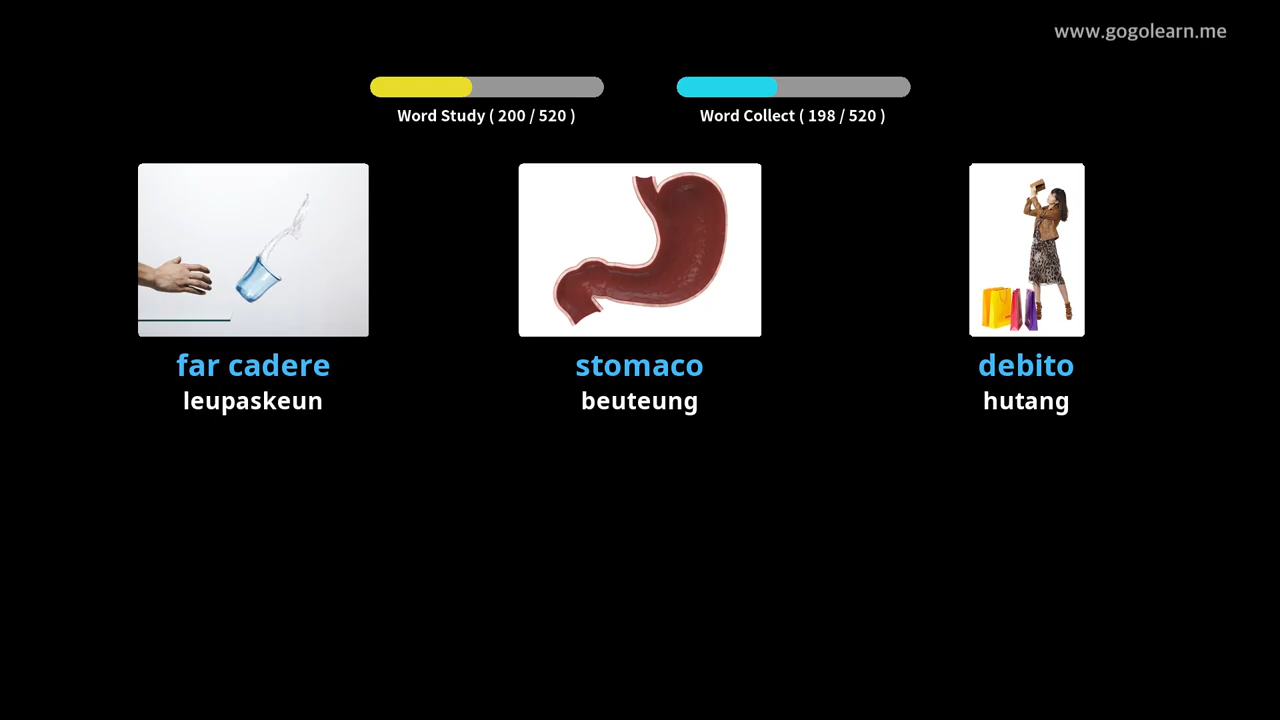 www.gogolearn.me
Word Study ( 200 / 520 )
Word Collect ( 198 / 520 )
far cadere
leupaskeun
stomaco
beuteung
debito
hutang